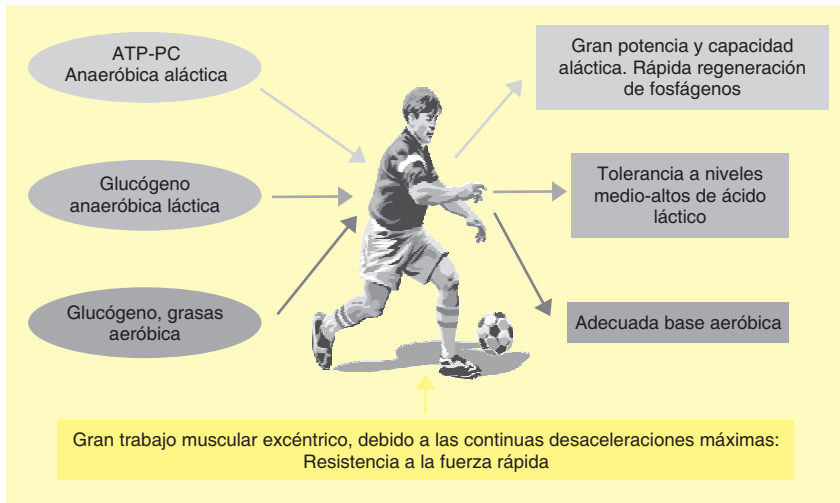 ATP-PC
Anaeróbica aláctica
Gran potencia y capacidad
aláctica. Rápida regeneración
de fosfágenos
Glucógeno
anaeróbica láctica
Tolerancia a niveles
medio-altos de ácido
láctico
Glucógeno, grasas
aeróbica
Adecuada base aeróbica
Gran trabajo muscular excéntrico, debido a las continuas desaceleraciones máximas:
Resistencia a la fuerza rápida